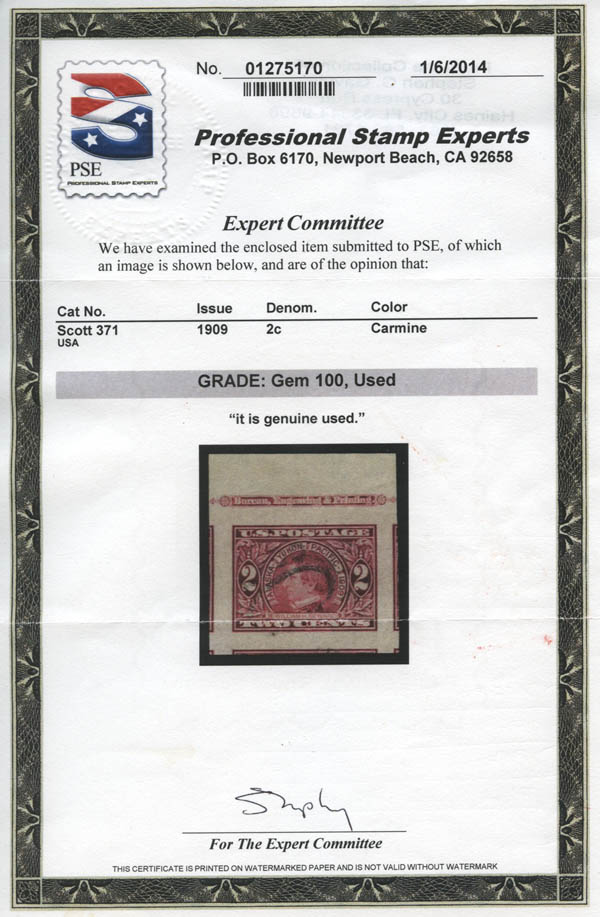 No. 01275170 1/6/2014
PSE
PROFESSIONAL STAMP EXPERTS
Professional Stamp Experts
P.O. Box 6170, Newport Beach, CA 92658
Expert Committee
We have examined the enclosed item submitted to PSE, of which
an image is shown below, and are of the opinion that:
Cat No. Issue Denom. Color
Scott 371 1909 2c Carmine
USA
GRADE: Gem 100, Used
“it is genuine used.”
Bureau, Engraving & Printing
U.S. POSTAGE
ALASKA YUKON PACIFIC 1909
2 2
TWO CENTS
For The Expert Committee
THIS CERTIFICATE IS PRINTED ON WATERMARKED PAPER AND IS NOT VALID WITHOUT WATERMARK